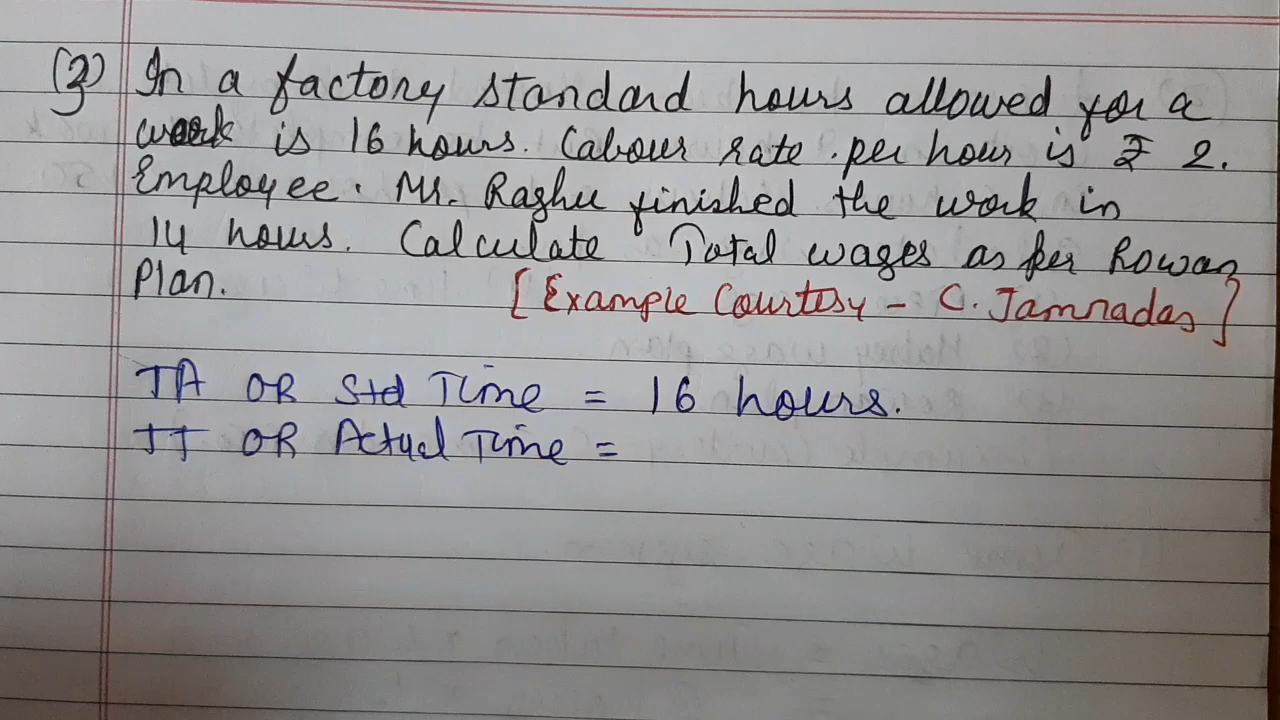 (3) In a factory standard hours allowed for a
work is 16 hours. Labour rate per hour is ₹ 2.
Employee. Mr. Raghu finished the work in
14 hours. Calculate Total wages as per Rowan
Plan.
[Example Courtesy - C. Jamnadas]
TA OR Std Time = 16 hours.
TT OR Actual Time =